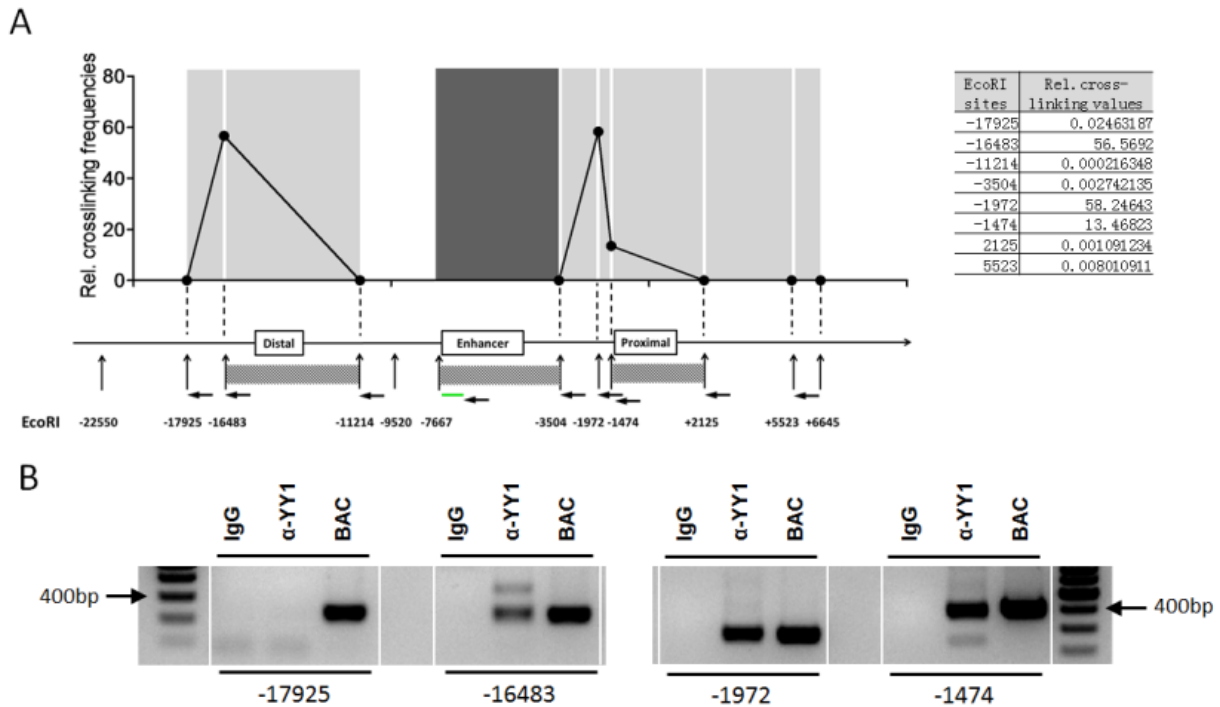 A
Rel. crosslinking frequencies
80
60
40
20
0
EcoRI sites Rel. cross-linking values
-17925 0.02463187
-16483 56.5692
-11214 0.000216348
-3504 0.002742135
-1972 58.24643
-1474 13.46823
2125 0.001091234
5523 0.008010911
Distal Enhancer Proximal
EcoRI -22550 -17925 -16483 -11214 -9520 -7667 -3504 -1972 -1474 +2125 +5523 +6645
B
IgG α-YY1 BAC IgG α-YY1 BAC IgG α-YY1 BAC IgG α-YY1 BAC
400bp 400bp
-17925 -16483 -1972 -1474